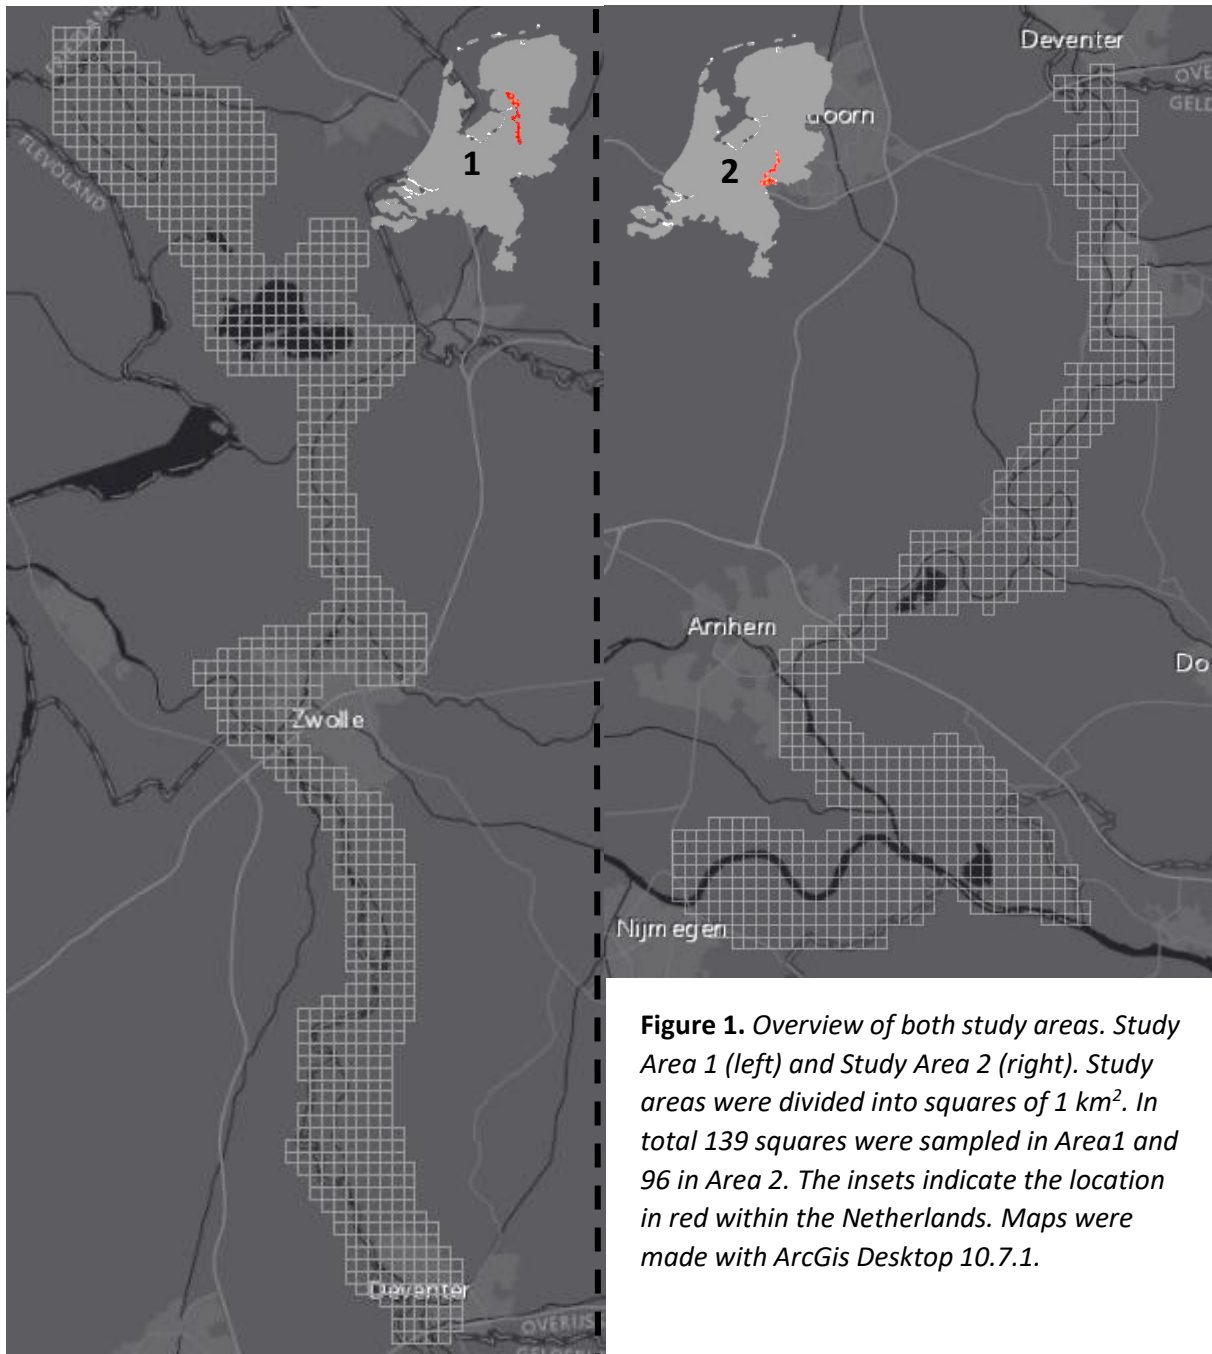 FLEVOLAND
1
Zwolle
Deventer
OVERIJS
GELDE
Deventer
OVE
GELD
2
Arnhem
Do
Nijmegen
Figure 1. Overview of both study areas. Study
Area 1 (left) and Study Area 2 (right). Study
areas were divided into squares of 1 km². In
total 139 squares were sampled in Area1 and
96 in Area 2. The insets indicate the location
in red within the Netherlands. Maps were
made with ArcGis Desktop 10.7.1.